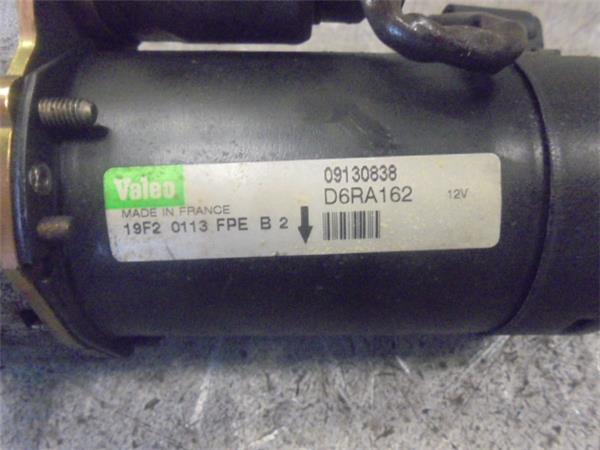 Valeo
MADE IN FRANCE
19F2 0113 FPE B 2
09130838
D6RA162 12V